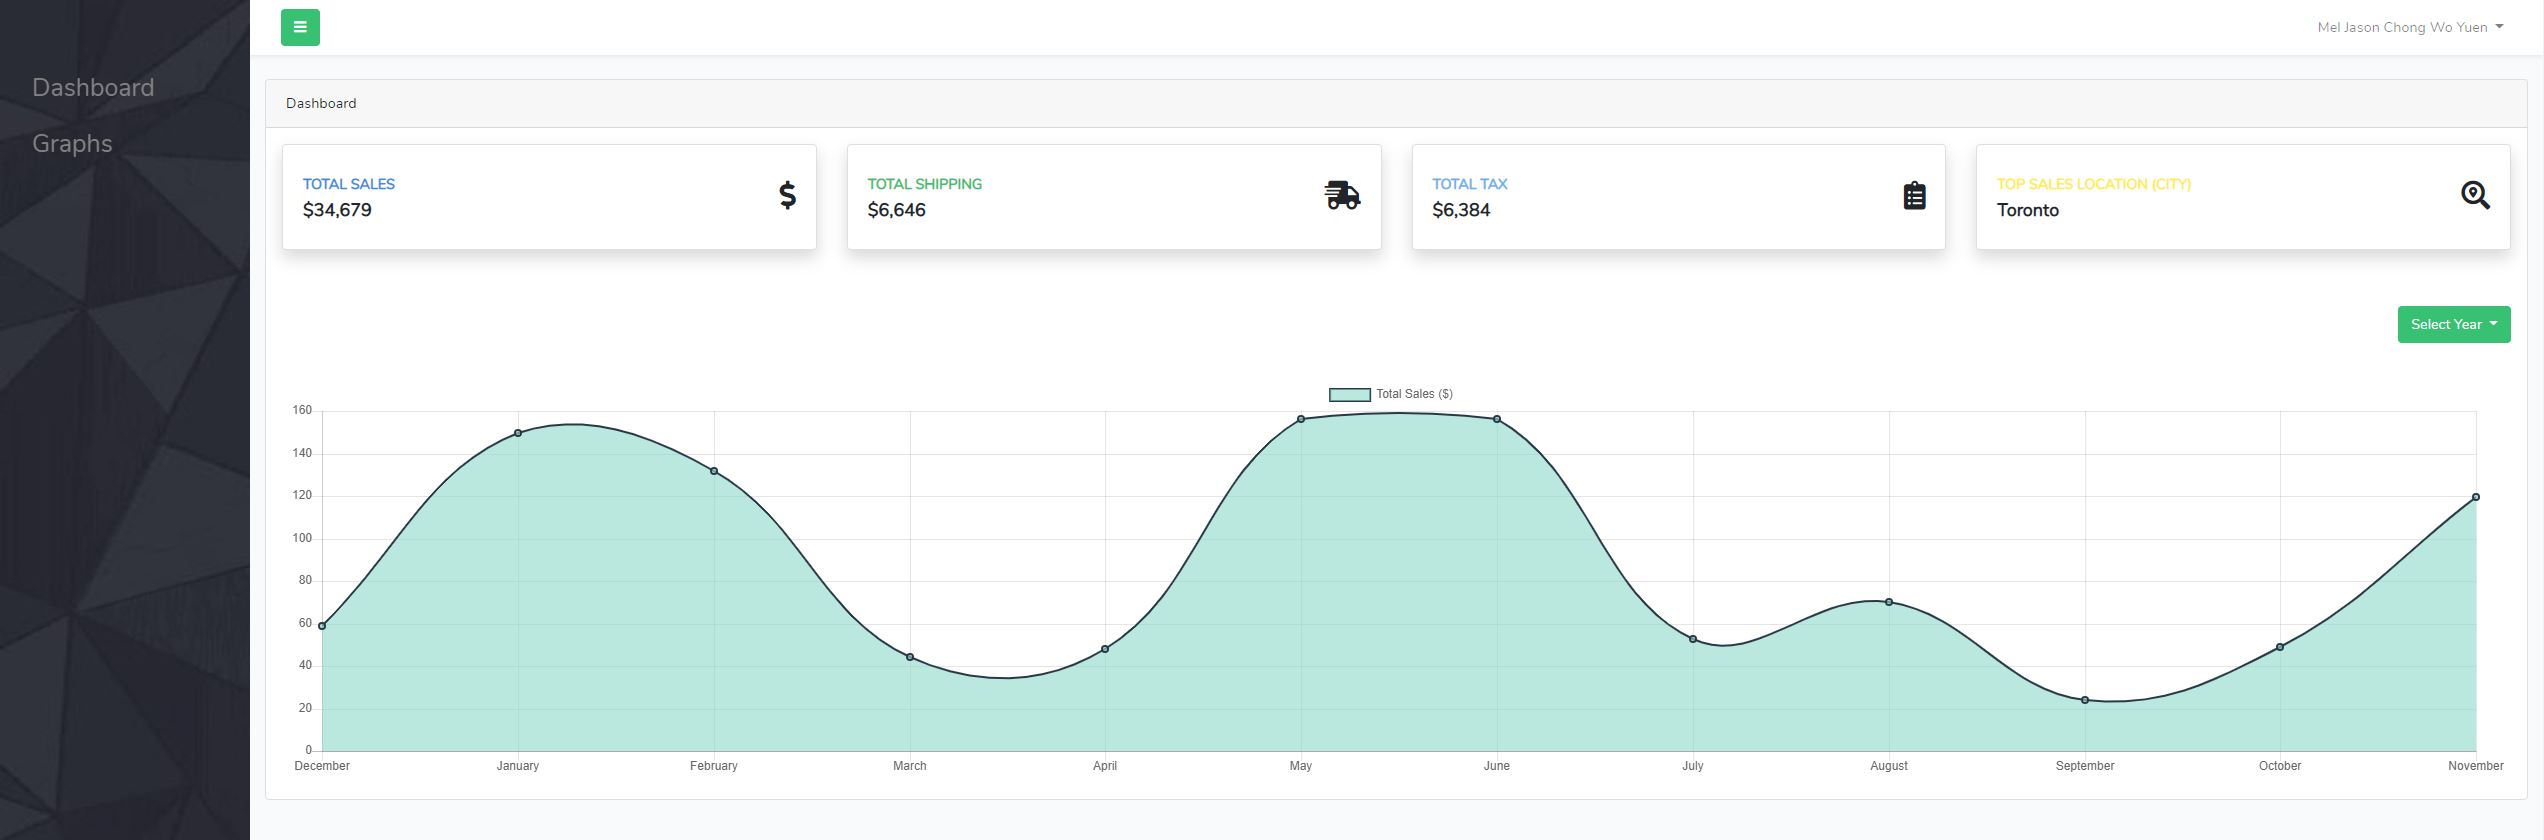 Mel Jason Chong Wo Yuen
Dashboard
Graphs
Dashboard
TOTAL SALES
$34,679
TOTAL SHIPPING
$6,646
TOTAL TAX
$6,384
TOP SALES LOCATION (CITY)
Toronto
Select Year
Total Sales ($)
160
140
120
100
80
60
40
20
0
December January February March April May June July August September October November